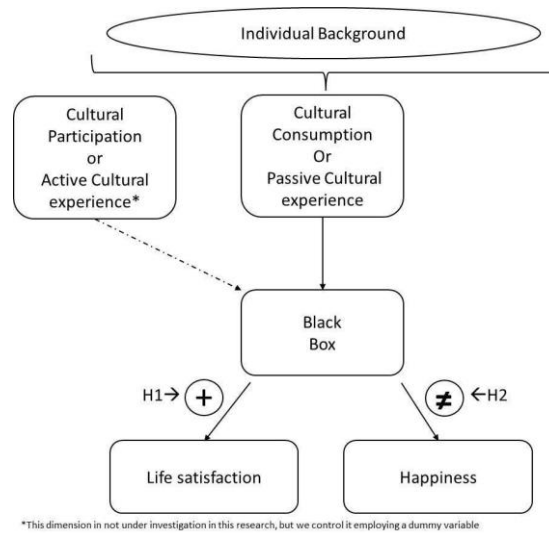 Individual Background
Cultural
Participation
or
Active Cultural
experience*
Cultural
Consumption
Or
Passive Cultural
experience
Black
Box
H1→ +
≠ ←H2
Life satisfaction
Happiness
*This dimension in not under investigation in this research, but we control it employing a dummy variable